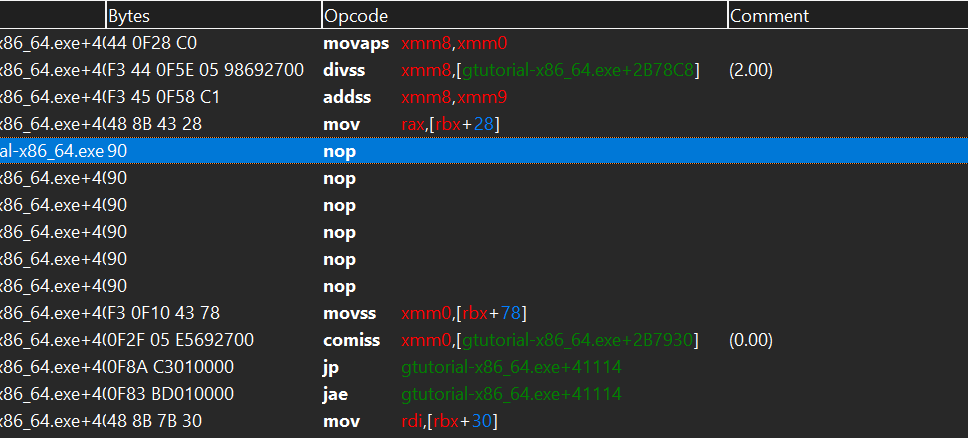 Bytes Opcode Comment
x86_64.exe+4( 44 0F28 C0 movaps xmm8,xmm0
x86_64.exe+4( F3 44 0F5E 05 98692700 divss xmm8,[gtutorial-x86_64.exe+2B78C8] (2.00)
x86_64.exe+4( F3 45 0F58 C1 addss xmm8,xmm9
x86_64.exe+4( 48 8B 43 28 mov rax,[rbx+28]
al-x86_64.exe 90 nop
x86_64.exe+4( 90 nop
x86_64.exe+4( 90 nop
x86_64.exe+4( 90 nop
x86_64.exe+4( 90 nop
x86_64.exe+4( 90 nop
x86_64.exe+4( F3 0F10 43 78 movss xmm0,[rbx+78]
x86_64.exe+4( 0F2F 05 E5692700 comiss xmm0,[gtutorial-x86_64.exe+2B7930] (0.00)
x86_64.exe+4( 0F8A C3010000 jp gtutorial-x86_64.exe+41114
x86_64.exe+4( 0F83 BD010000 jae gtutorial-x86_64.exe+41114
x86_64.exe+4( 48 8B 7B 30 mov rdi,[rbx+30]